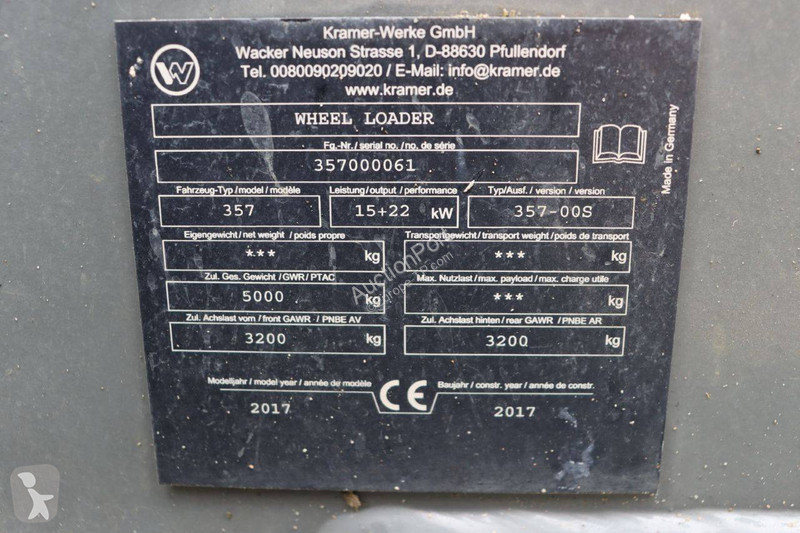 Kramer-Werke GmbH
Wacker Neuson Strasse 1, D-88630 Pfullendorf
Tel. 0080090209020 / E-Mail: info@kramer.de
www.kramer.de
WHEEL LOADER
Fg.-Nr./ serial no./ no. de série
357000061
Made in Germany
Fahrzeug-Typ / model / modèle
Leistung / output / performance
Typ/Ausf. / version / version
357
15+22 kW
357-00S
Eigengewicht / net weight / poids propre
Transportgewicht / transport weight / poids de transport
*** kg
*** kg
Zul. Ges. Gewicht / GWR / PTAC
Max. Nutzlast / max. payload / max. charge utile
5000 kg
*** kg
Zul. Achslast vorn / front GAWR / PNBE AV
Zul. Achslast hinten / rear GAWR / PNBE AR
3200 kg
3200 kg
Modelljahr / model year / année de modèle
Baujahr / constr. year / année de constr.
CE
2017
2017